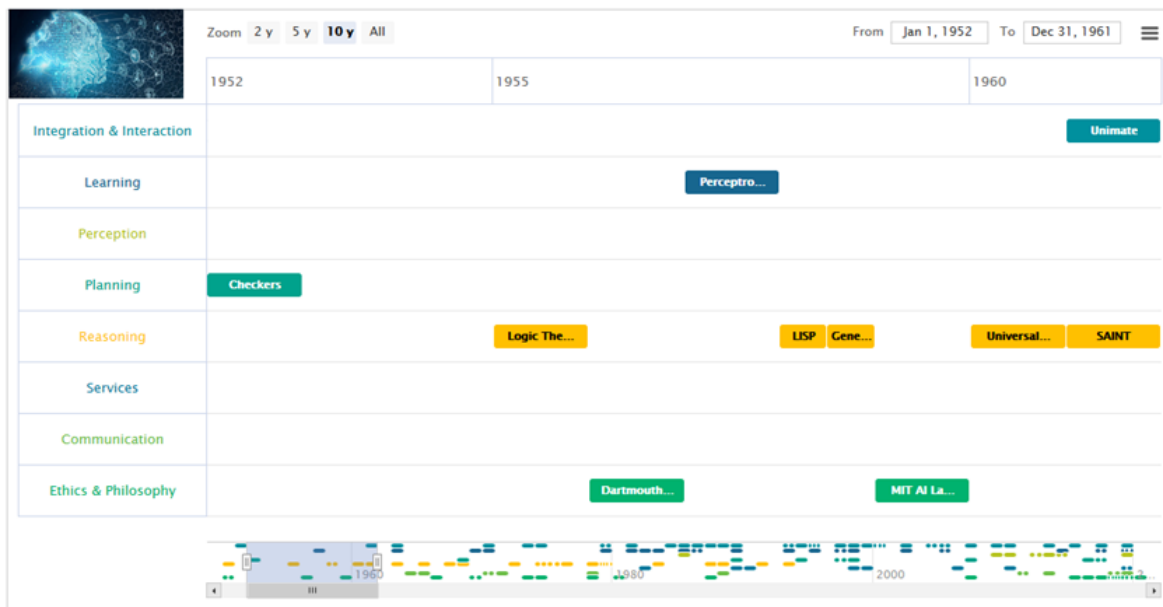 Zoom 2 y 5 y 10 y All From Jan 1, 1952 To Dec 31, 1961
1952 1955 1960
Integration & Interaction Unimate
Learning Perceptro...
Perception
Planning Checkers
Reasoning Logic The... LISP Gene... Universal... SAINT
Services
Communication
Ethics & Philosophy Dartmouth... MIT AI La...
1960 1980 2000 2...